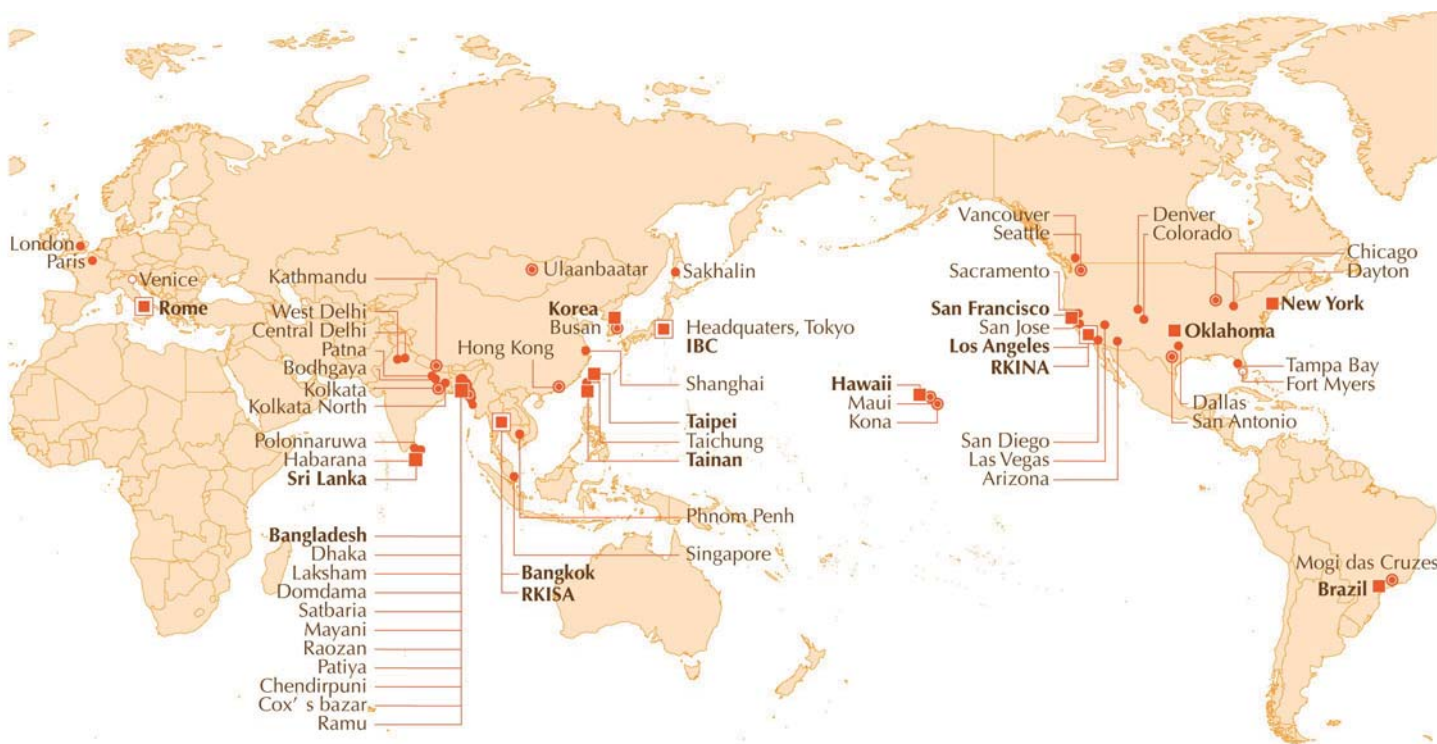 London
Paris
Venice
Rome
Kathmandu
West Delhi
Central Delhi
Patna
Bodhgaya
Kolkata
Kolkata North
Polonnaruwa
Habarana
Sri Lanka
Bangladesh
Dhaka
Laksham
Domdama
Satbaria
Mayani
Raozan
Patiya
Chendirpuni
Cox’ s bazar
Ramu
Ulaanbaatar
Sakhalin
Korea
Busan
Headquaters, Tokyo
IBC
Hong Kong
Shanghai
Taipei
Taichung
Tainan
Phnom Penh
Singapore
Bangkok
RKISA
Vancouver
Seattle
Sacramento
San Francisco
San Jose
Los Angeles
RKINA
Hawaii
Maui
Kona
San Diego
Las Vegas
Arizona
Denver
Colorado
Chicago
Dayton
New York
Oklahoma
Tampa Bay
Fort Myers
Dallas
San Antonio
Mogi das Cruzes
Brazil